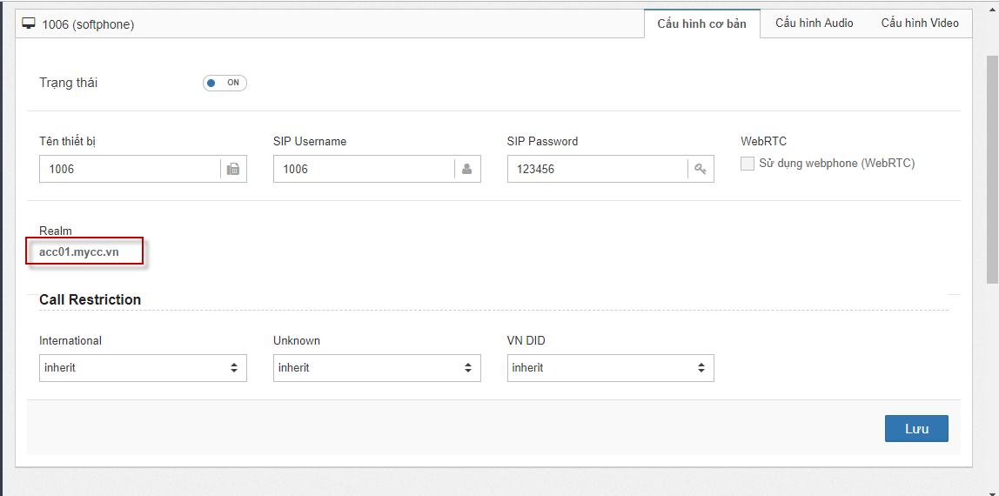 1006 (softphone)
Cấu hình cơ bản
Cấu hình Audio
Cấu hình Video
Trạng thái
ON
Tên thiết bị
SIP Username
SIP Password
WebRTC
1006
1006
123456
Sử dụng webphone (WebRTC)
Realm
acc01.mycc.vn
Call Restriction
International
Unknown
VN DID
inherit
inherit
inherit
Lưu